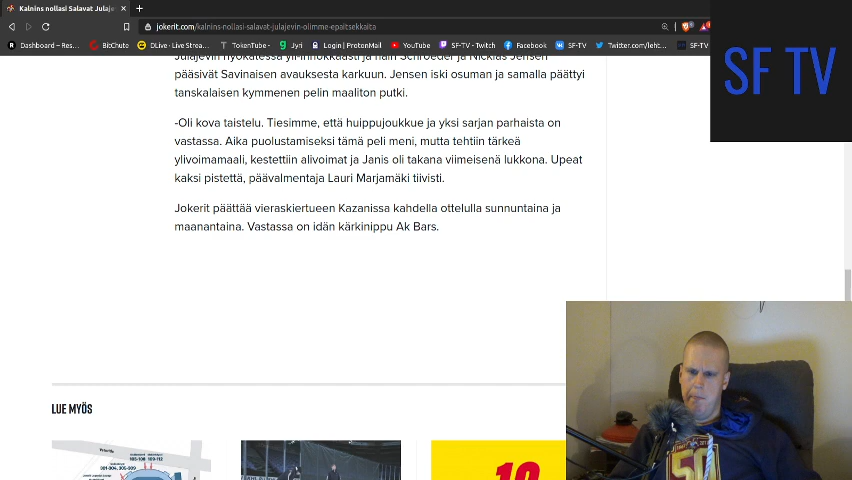 Kalnins nollasi Salavat Julaje
jokerit.com/kalnins-nollasi-salavat-julajevin-olimme-epaitsekkaita
Dashboard – Res...
BitChute
DLive · Live Strea...
TokenTube -
Jyri
Login | ProtonMail
YouTube
SF-TV - Twitch
Facebook
SF-TV
Twitter.com/leht...
SF-TV
SF TV
Julajevin hyökätessä yli-innokkaasti ja näin Schroeder ja Nicklas Jensen
pääsivät Savinaisen avauksesta karkuun. Jensen iski osuman ja samalla päättyi
tanskalaisen kymmenen pelin maaliton putki.
-Oli kova taistelu. Tiesimme, että huippujoukkue ja yksi sarjan parhaista on
vastassa. Aika puolustamiseksi tämä peli meni, mutta tehtiin tärkeä
ylivoimamaali, kestettiin alivoimat ja Janis oli takana viimeisenä lukkona. Upeat
kaksi pistettä, päävalmentaja Lauri Marjamäki tiivisti.
Jokerit päättää vieraskiertueen Kazanissa kahdella ottelulla sunnuntaina ja
maanantaina. Vastassa on idän kärkinippu Ak Bars.
LUE MYÖS
10
50